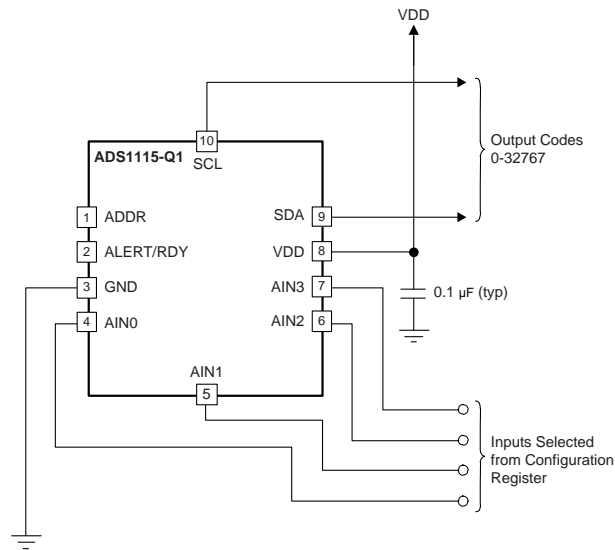 VDD
10
ADS1115-Q1
SCL
Output Codes
0-32767
1 ADDR
SDA 9
2 ALERT/RDY
VDD 8
3 GND
AIN3 7
0.1 µF (typ)
4 AIN0
AIN2 6
AIN1
5
Inputs Selected
from Configuration
Register